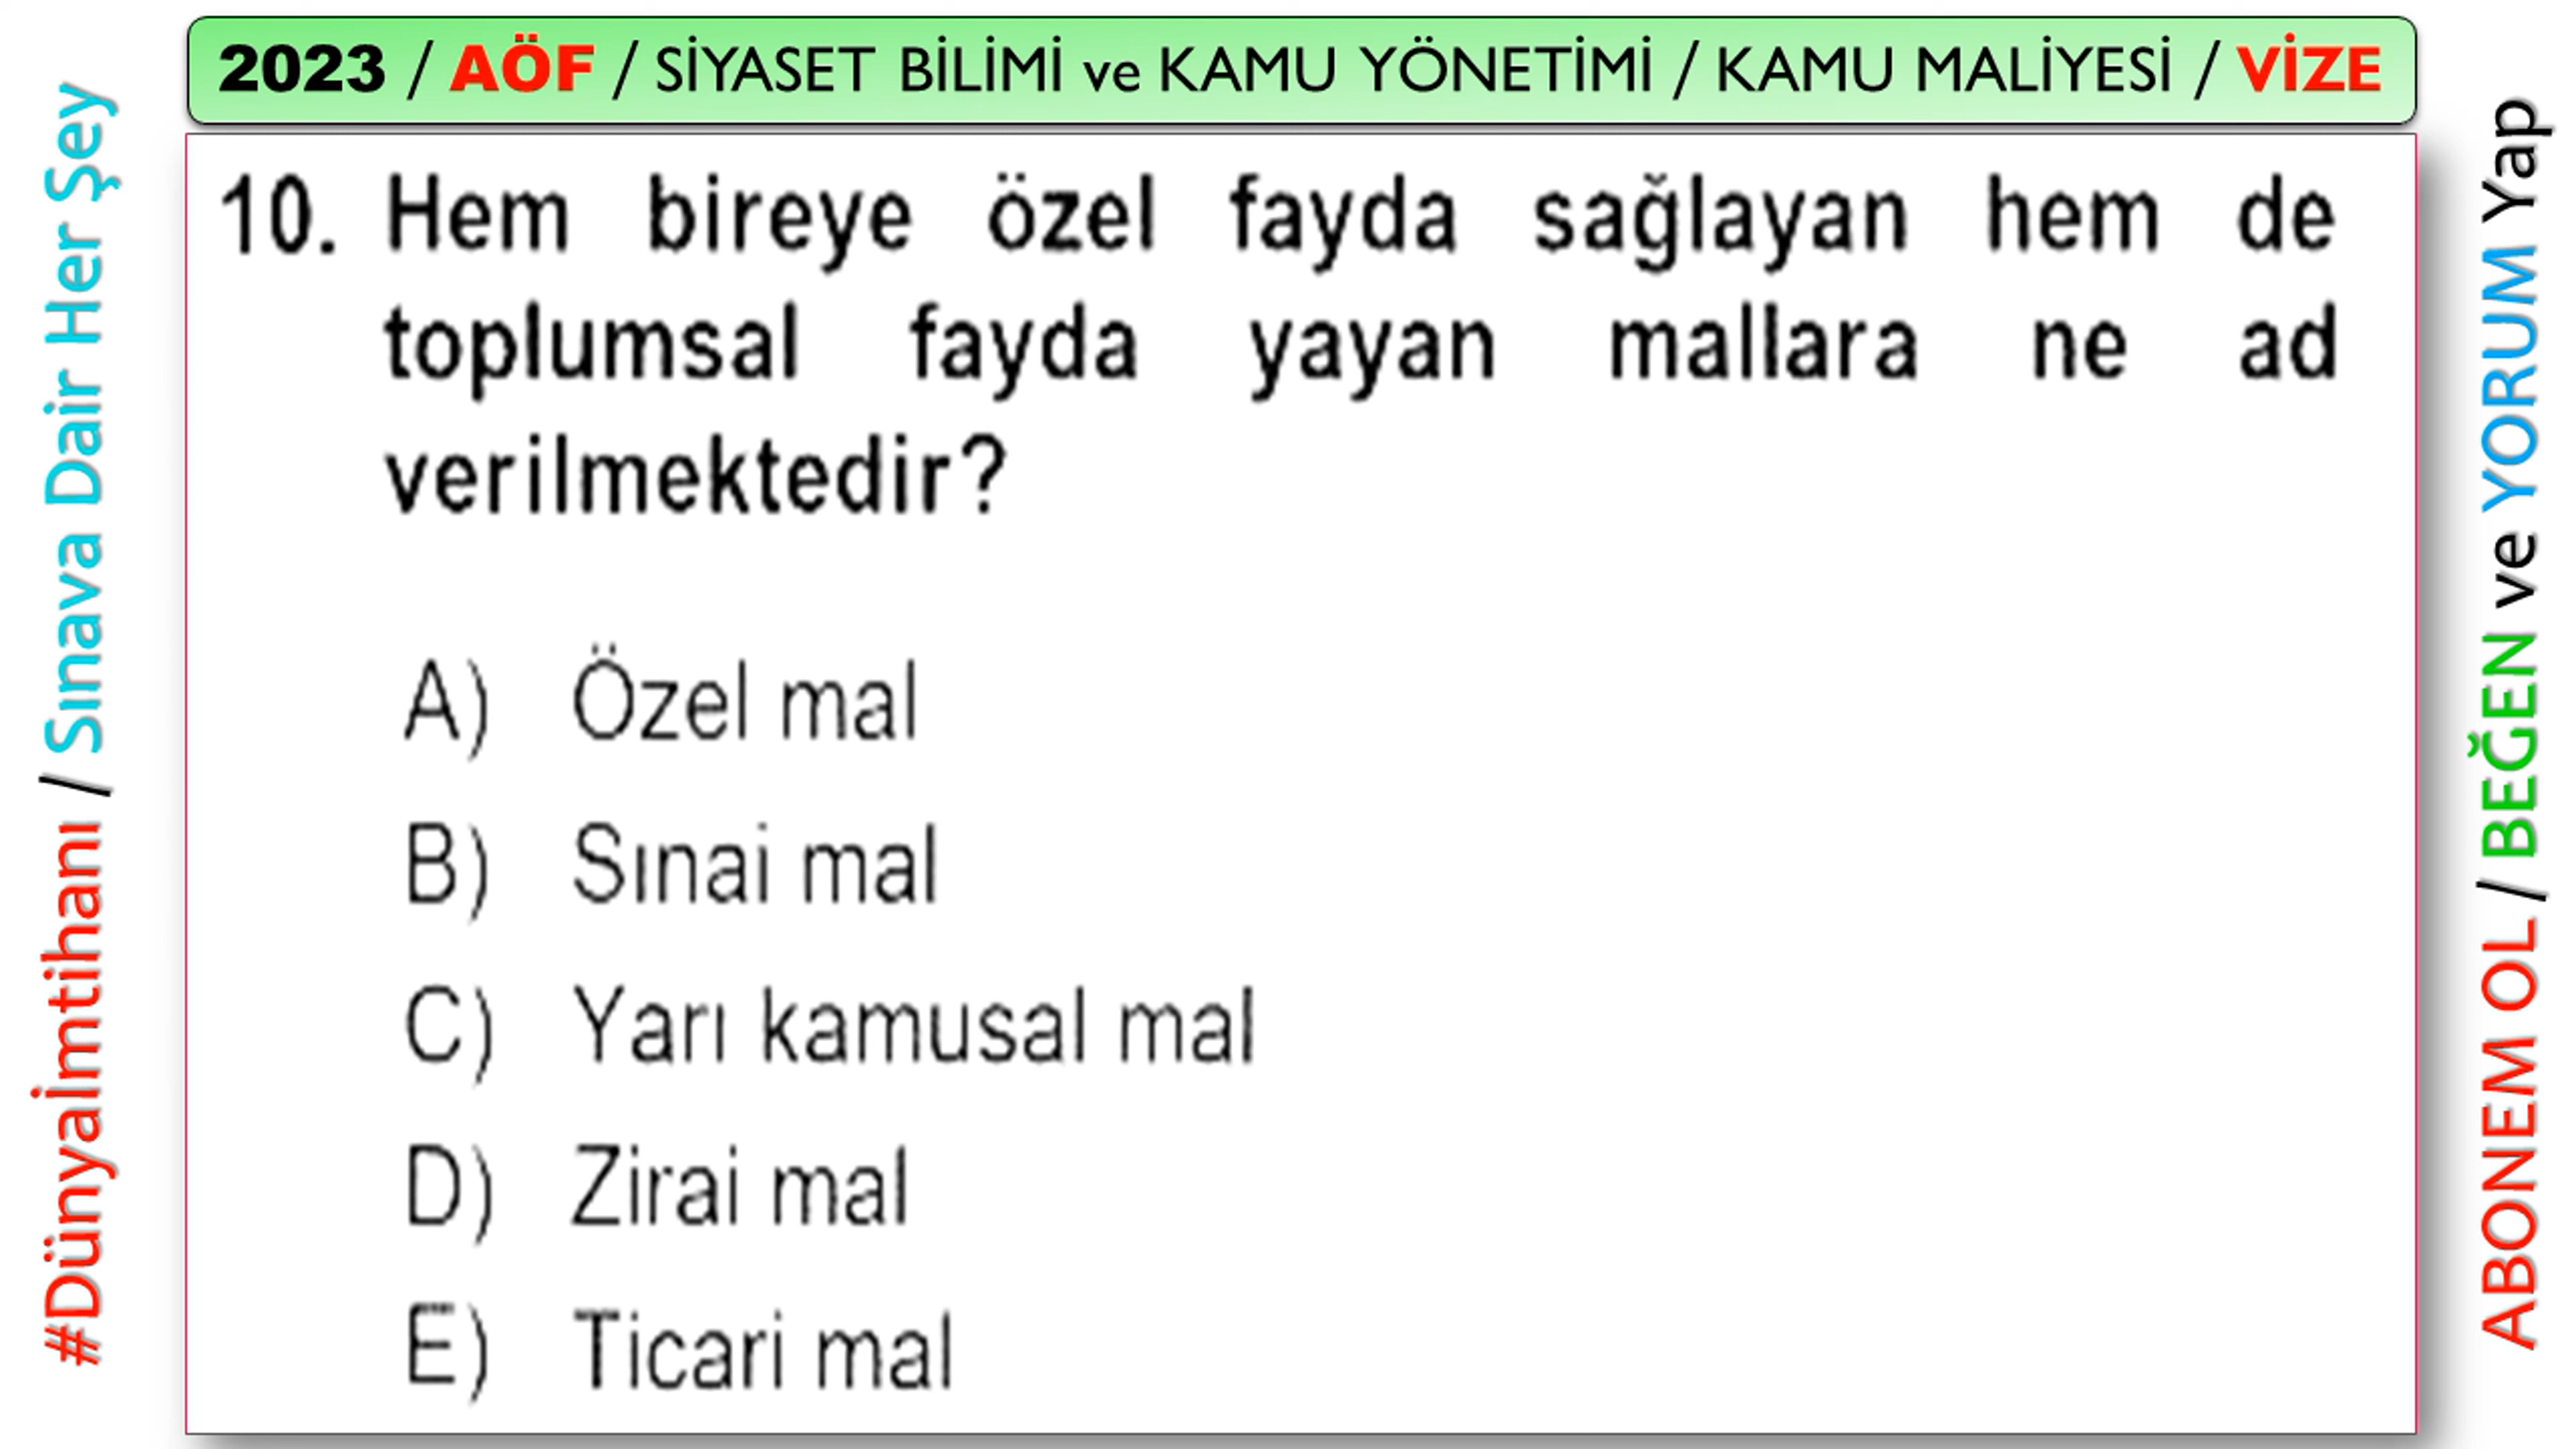 2023 / AÖF / SİYASET BİLİMİ ve KAMU YÖNETİMİ / KAMU MALİYESİ / VİZE
10. Hem bireye özel fayda sağlayan hem de
toplumsal fayda yayan mallara ne ad
verilmektedir?
A) Özel mal
B) Sınai mal
C) Yarı kamusal mal
D) Zirai mal
E) Ticari mal
#Dünyaİmtihanı / Sınava Dair Her Şey
ABONEM OL / BEĞEN ve YORUM Yap